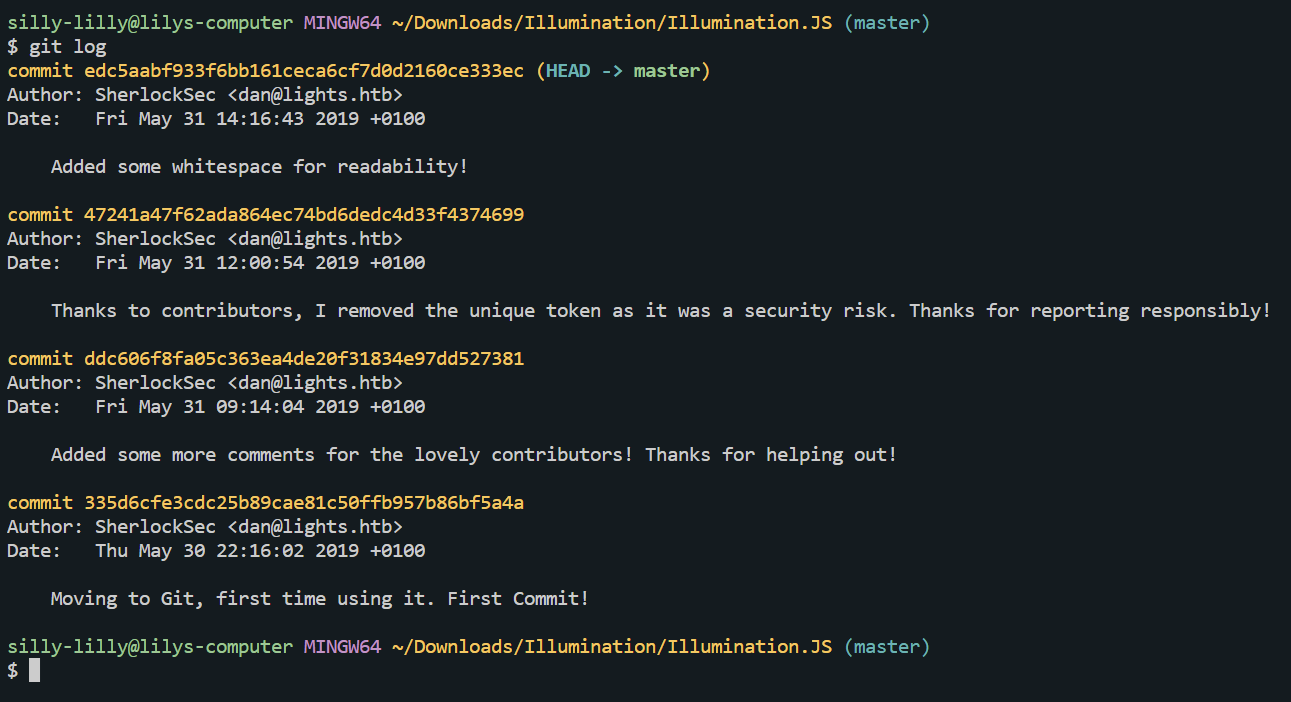 silly-lilly@lilys-computer MINGW64 ~/Downloads/Illumination/Illumination.JS (master)
$ git log
commit edc5aabf933f6bb161ceca6cf7d0d2160ce333ec (HEAD -> master)
Author: SherlockSec <dan@lights.htb>
Date:   Fri May 31 14:16:43 2019 +0100

    Added some whitespace for readability!

commit 47241a47f62ada864ec74bd6dedc4d33f4374699
Author: SherlockSec <dan@lights.htb>
Date:   Fri May 31 12:00:54 2019 +0100

    Thanks to contributors, I removed the unique token as it was a security risk. Thanks for reporting responsibly!

commit ddc606f8fa05c363ea4de20f31834e97dd527381
Author: SherlockSec <dan@lights.htb>
Date:   Fri May 31 09:14:04 2019 +0100

    Added some more comments for the lovely contributors! Thanks for helping out!

commit 335d6cfe3cdc25b89cae81c50ffb957b86bf5a4a
Author: SherlockSec <dan@lights.htb>
Date:   Thu May 30 22:16:02 2019 +0100

    Moving to Git, first time using it. First Commit!

silly-lilly@lilys-computer MINGW64 ~/Downloads/Illumination/Illumination.JS (master)
$